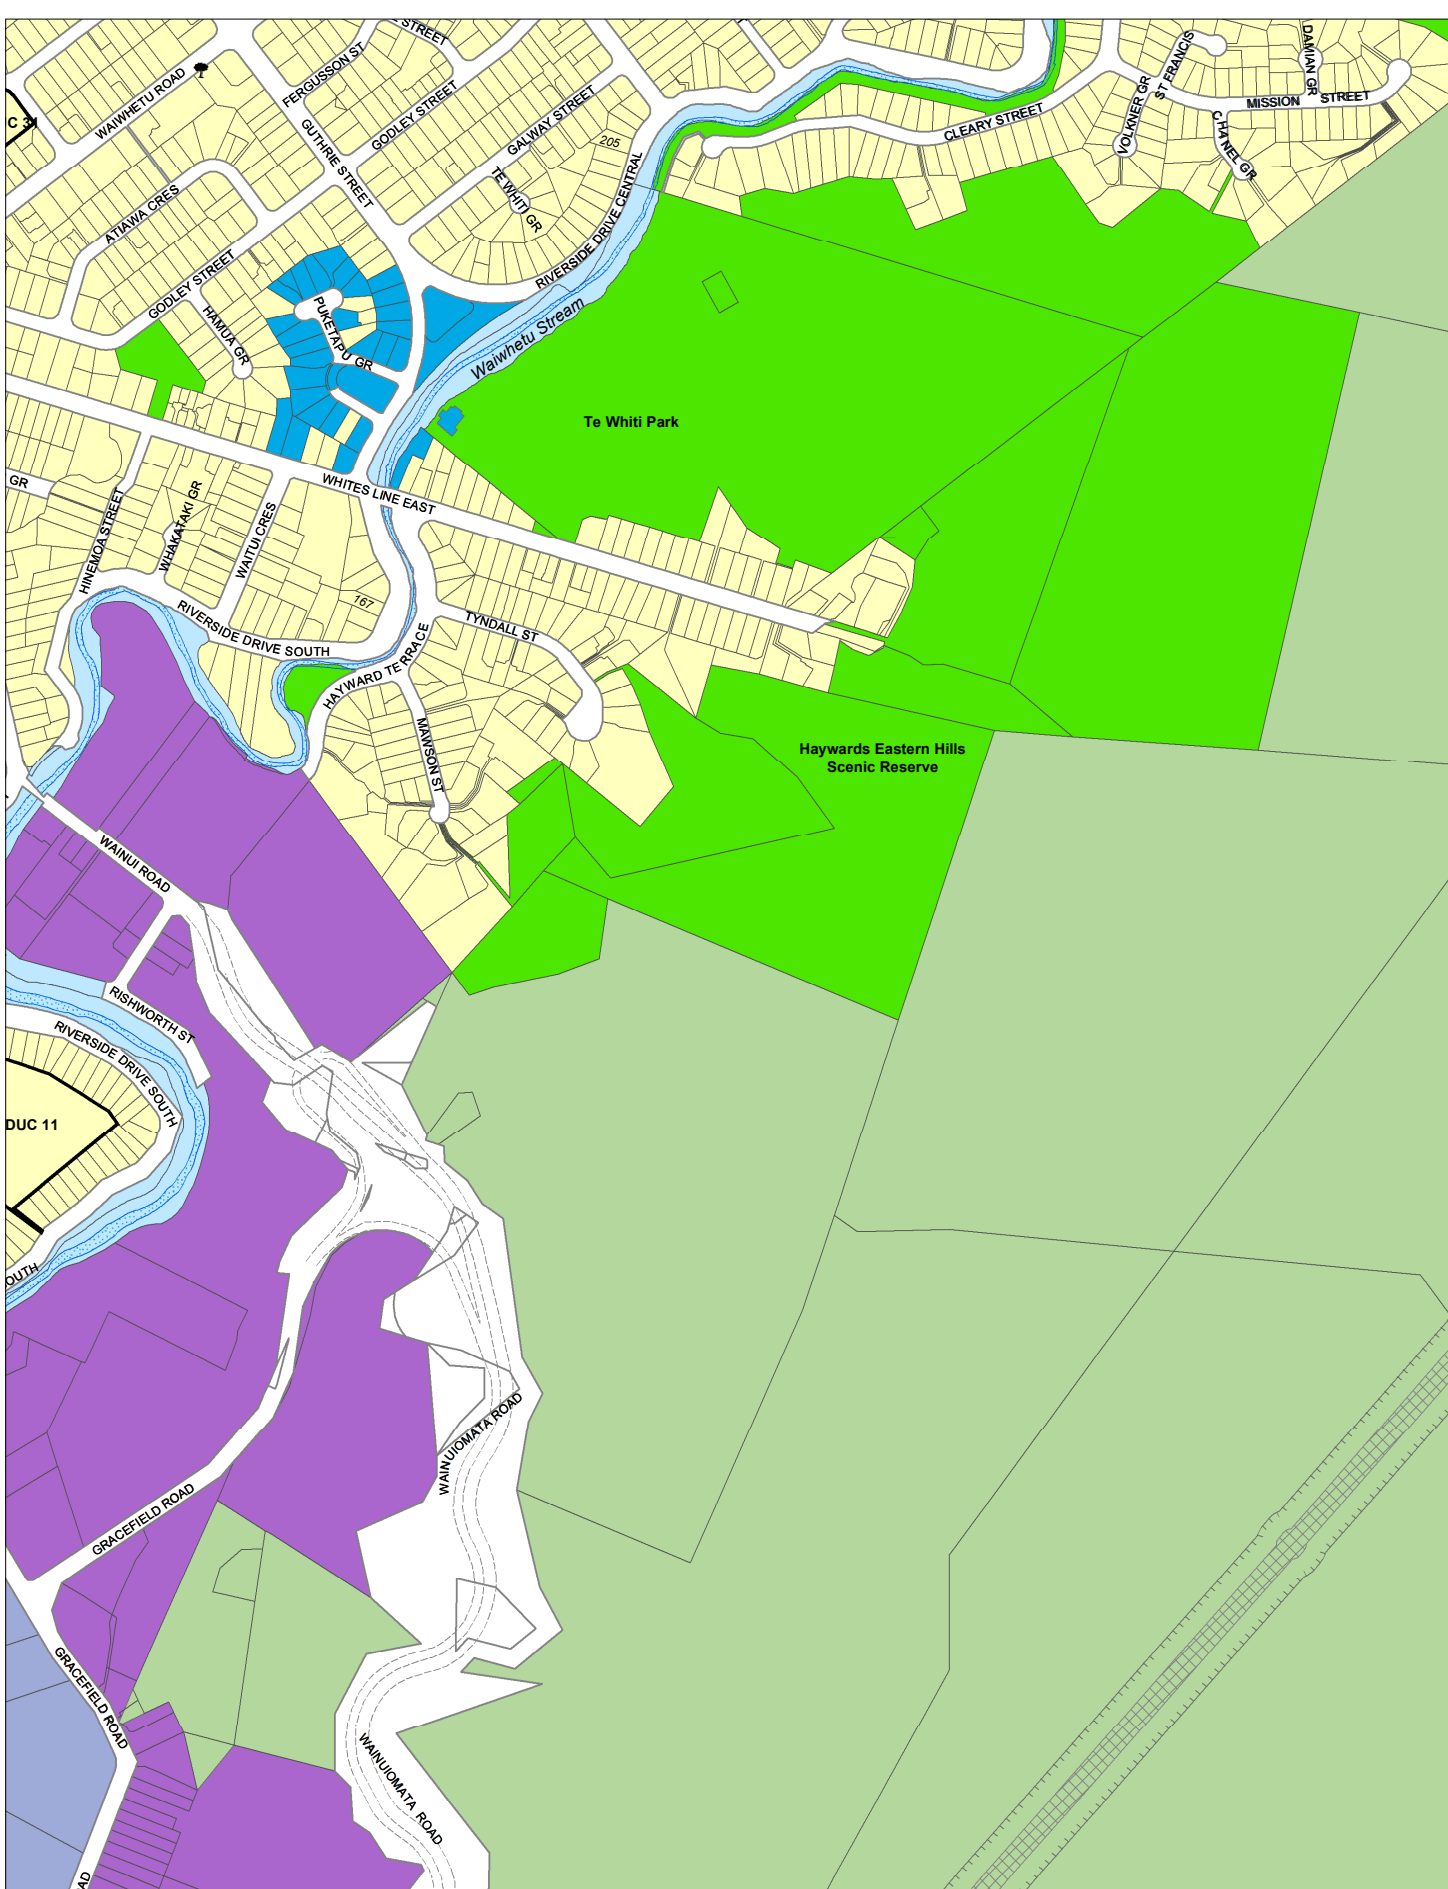 STREET
WAIWHETU ROAD
FERGUSSON ST
GODLEY STREET
GUTHRIE STREET
GALWAY STREET
205
TE WHITI GR
RIVERSIDE DRIVE CENTRAL
CLEARY STREET
VOLKNER GR
ST FRANCIS
DAMIAN GR
MISSION STREET
CHANEL GR
C 31
ATIAWA CRES
GODLEY STREET
HAMUA GR
PUKETAPU GR
Waiwhetu Stream
Te Whiti Park
GR
WHITES LINE EAST
HINEMOA STREET
WHAKATAKI GR
WAITUI CRES
167
RIVERSIDE DRIVE SOUTH
TYNDALL ST
HAYWARD TERRACE
MAWSON ST
Haywards Eastern Hills
Scenic Reserve
WAINUI ROAD
RISHWORTH ST
RIVERSIDE DRIVE SOUTH
DUC 11
OUTH
WAINUIOMATA ROAD
GRACEFIELD ROAD
GRACEFIELD ROAD
WAINUIOMATA ROAD
AD